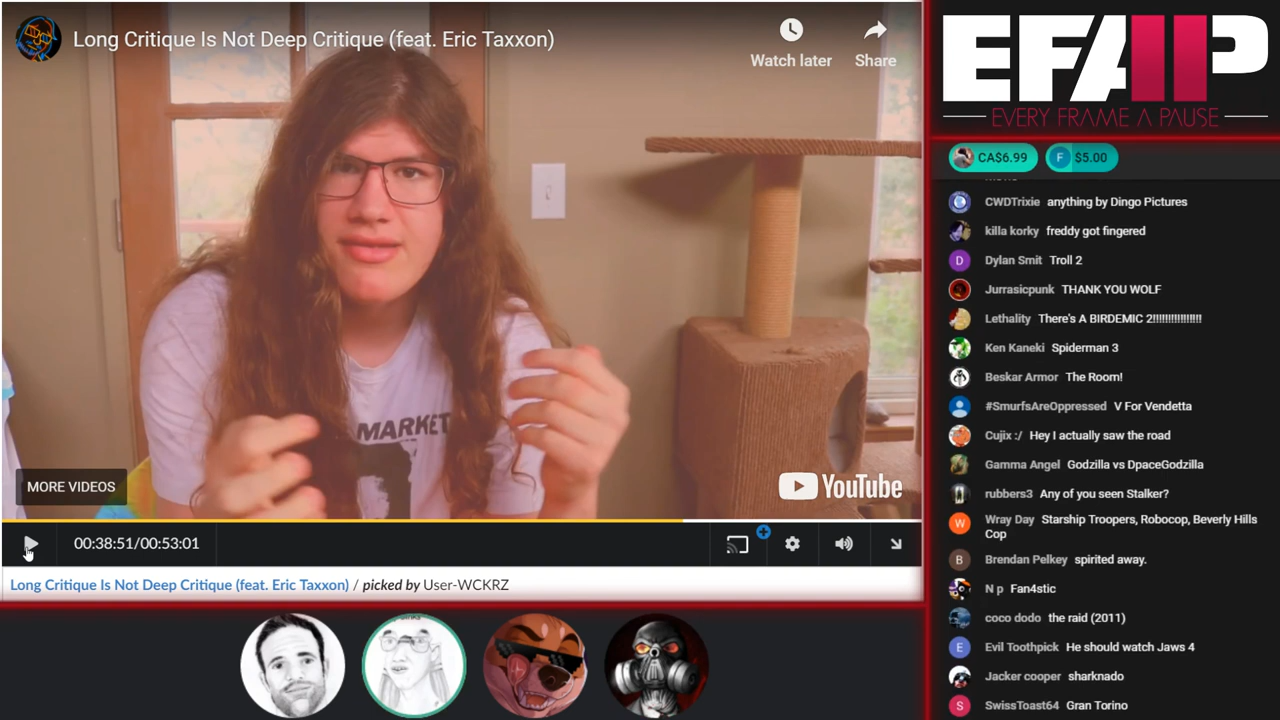 Long Critique Is Not Deep Critique (feat. Eric Taxxon)
Watch later
Share
MARKET
MORE VIDEOS
YouTube
00:38:51/00:53:01
Long Critique Is Not Deep Critique (feat. Eric Taxxon) / picked by User-WCKRZ
EFAP
EVERY FRAME A PAUSE
CA$6.99
F $5.00
CWDTrixie anything by Dingo Pictures
killa korky freddy got fingered
D Dylan Smit Troll 2
Jurrasicpunk THANK YOU WOLF
Lethality There's A BIRDEMIC 2!!!!!!!!!!!!!!!!
Ken Kaneki Spiderman 3
Beskar Armor The Room!
#SmurfsAreOppressed V For Vendetta
Cujix :/ Hey I actually saw the road
Gamma Angel Godzilla vs DpaceGodzilla
rubbers3 Any of you seen Stalker?
W Wray Day Starship Troopers, Robocop, Beverly Hills
Cop
B Brendan Pelkey spirited away.
N p Fan4stic
coco dodo the raid (2011)
E Evil Toothpick He should watch Jaws 4
Jacker cooper sharknado
S SwissToast64 Gran Torino